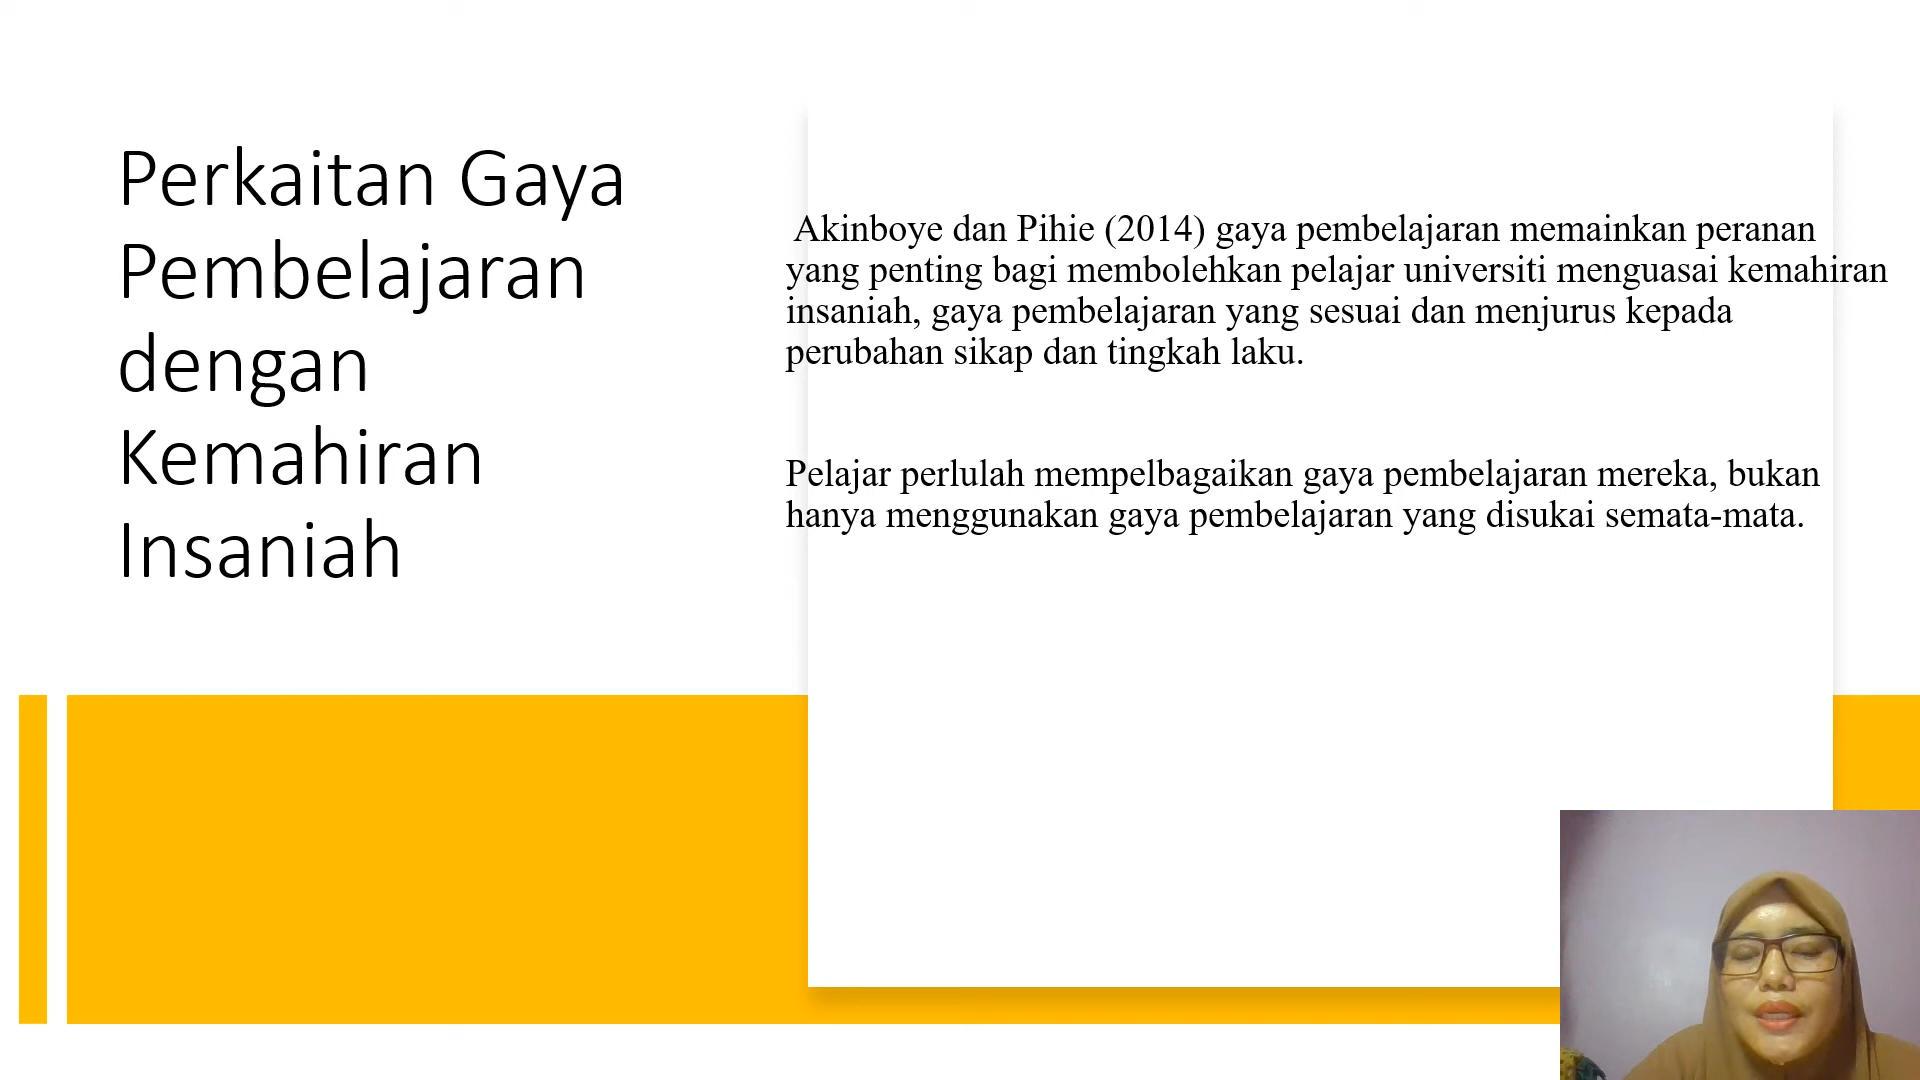 Perkaitan Gaya
Pembelajaran
dengan
Kemahiran
Insaniah
Akinboye dan Pihie (2014) gaya pembelajaran memainkan peranan
yang penting bagi membolehkan pelajar universiti menguasai kemahiran
insaniah, gaya pembelajaran yang sesuai dan menjurus kepada
perubahan sikap dan tingkah laku.
Pelajar perlulah mempelbagaikan gaya pembelajaran mereka, bukan
hanya menggunakan gaya pembelajaran yang disukai semata-mata.